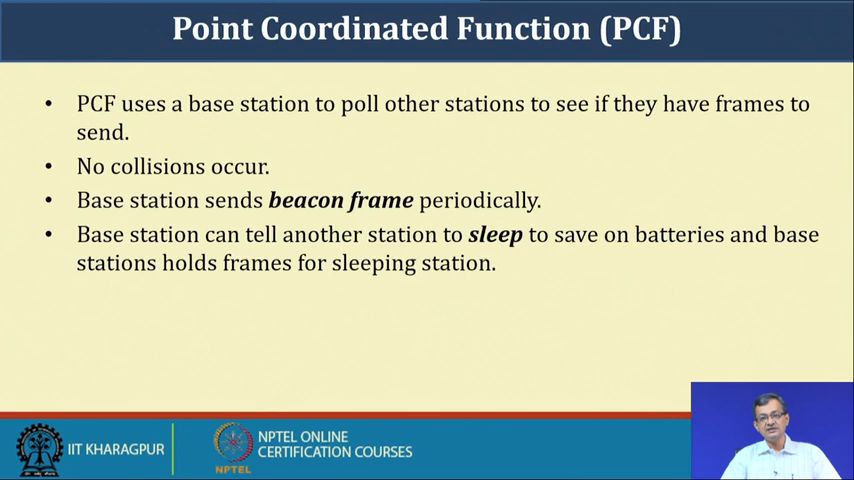 Point Coordinated Function (PCF)
• PCF uses a base station to poll other stations to see if they have frames to
send.
• No collisions occur.
• Base station sends beacon frame periodically.
• Base station can tell another station to sleep to save on batteries and base
stations holds frames for sleeping station.
IIT KHARAGPUR
NPTEL
NPTEL ONLINE
CERTIFICATION COURSES